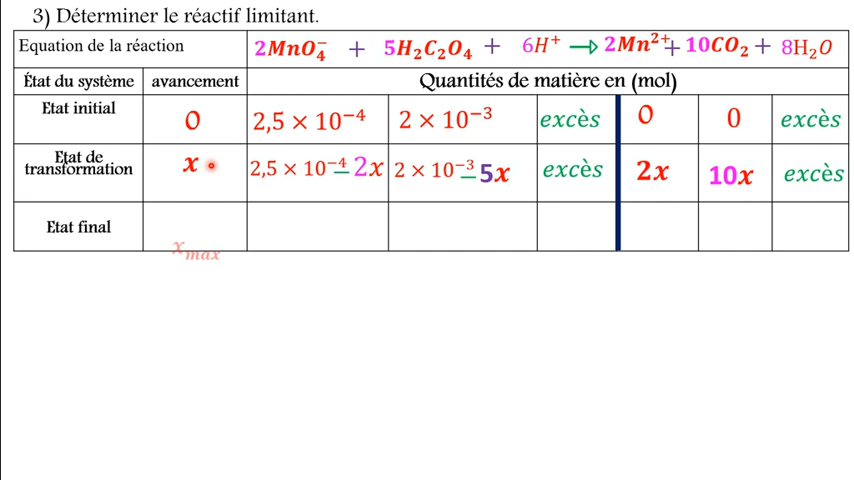 3) Déterminer le réactif limitant.
Equation de la réaction 2MnO₄⁻ + 5H₂C₂O₄ + 6H⁺ → 2Mn²⁺ + 10CO₂ + 8H₂O
État du système avancement Quantités de matière en (mol)
Etat initial 0 2,5 × 10⁻⁴ 2 × 10⁻³ excès 0 0 excès
Etat de
transformation x 2,5 × 10⁻⁴ − 2x 2 × 10⁻³ − 5x excès 2x 10x excès
Etat final
xₘₐₓ